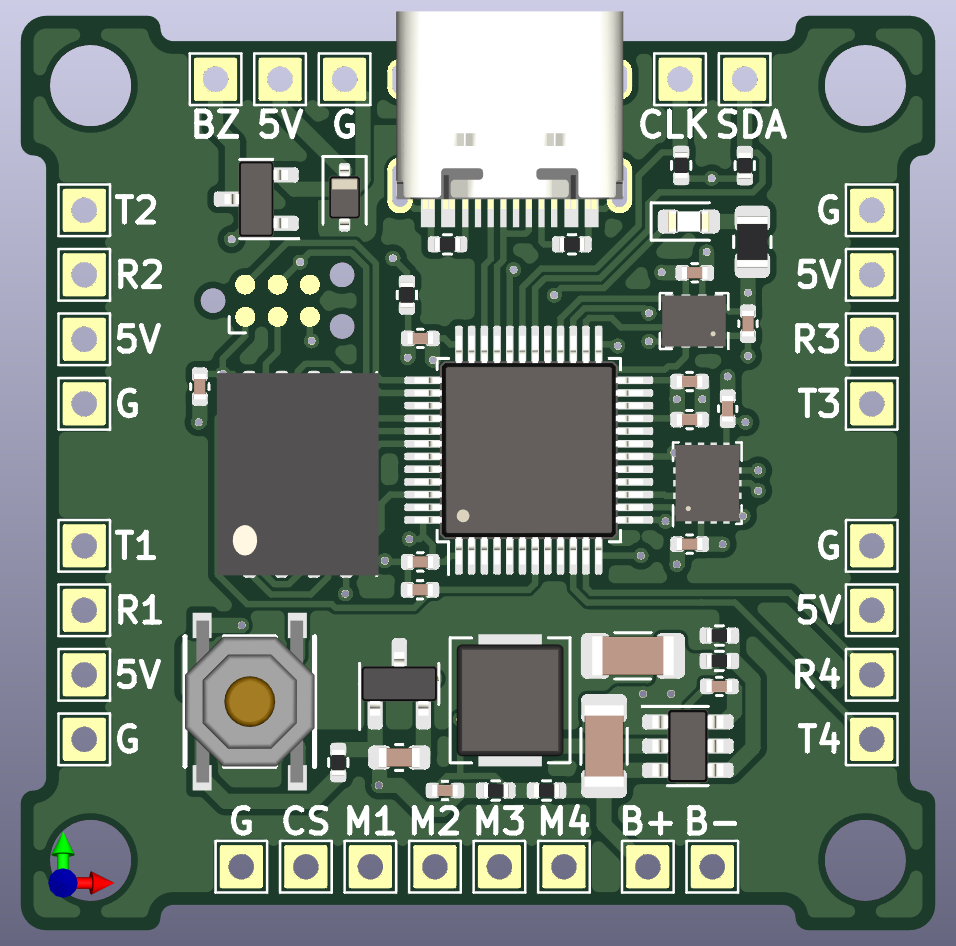 BZ 5V G CLK SDA
T2 G
R2 5V
5V R3
G T3
T1 G
R1 5V
5V R4
G T4
G CS M1 M2 M3 M4 B+ B-